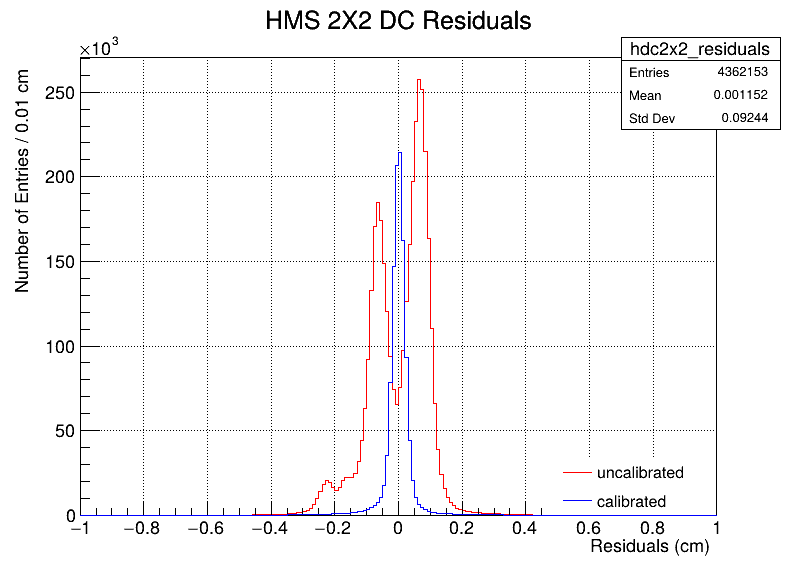 HMS 2X2 DC Residuals
×10³
hdc2x2_residuals
Entries 4362153
Mean 0.001152
Std Dev 0.09244
Number of Entries / 0.01 cm
250
200
150
100
50
0
uncalibrated
calibrated
−1 −0.8 −0.6 −0.4 −0.2 0 0.2 0.4 0.6 0.8 1
Residuals (cm)